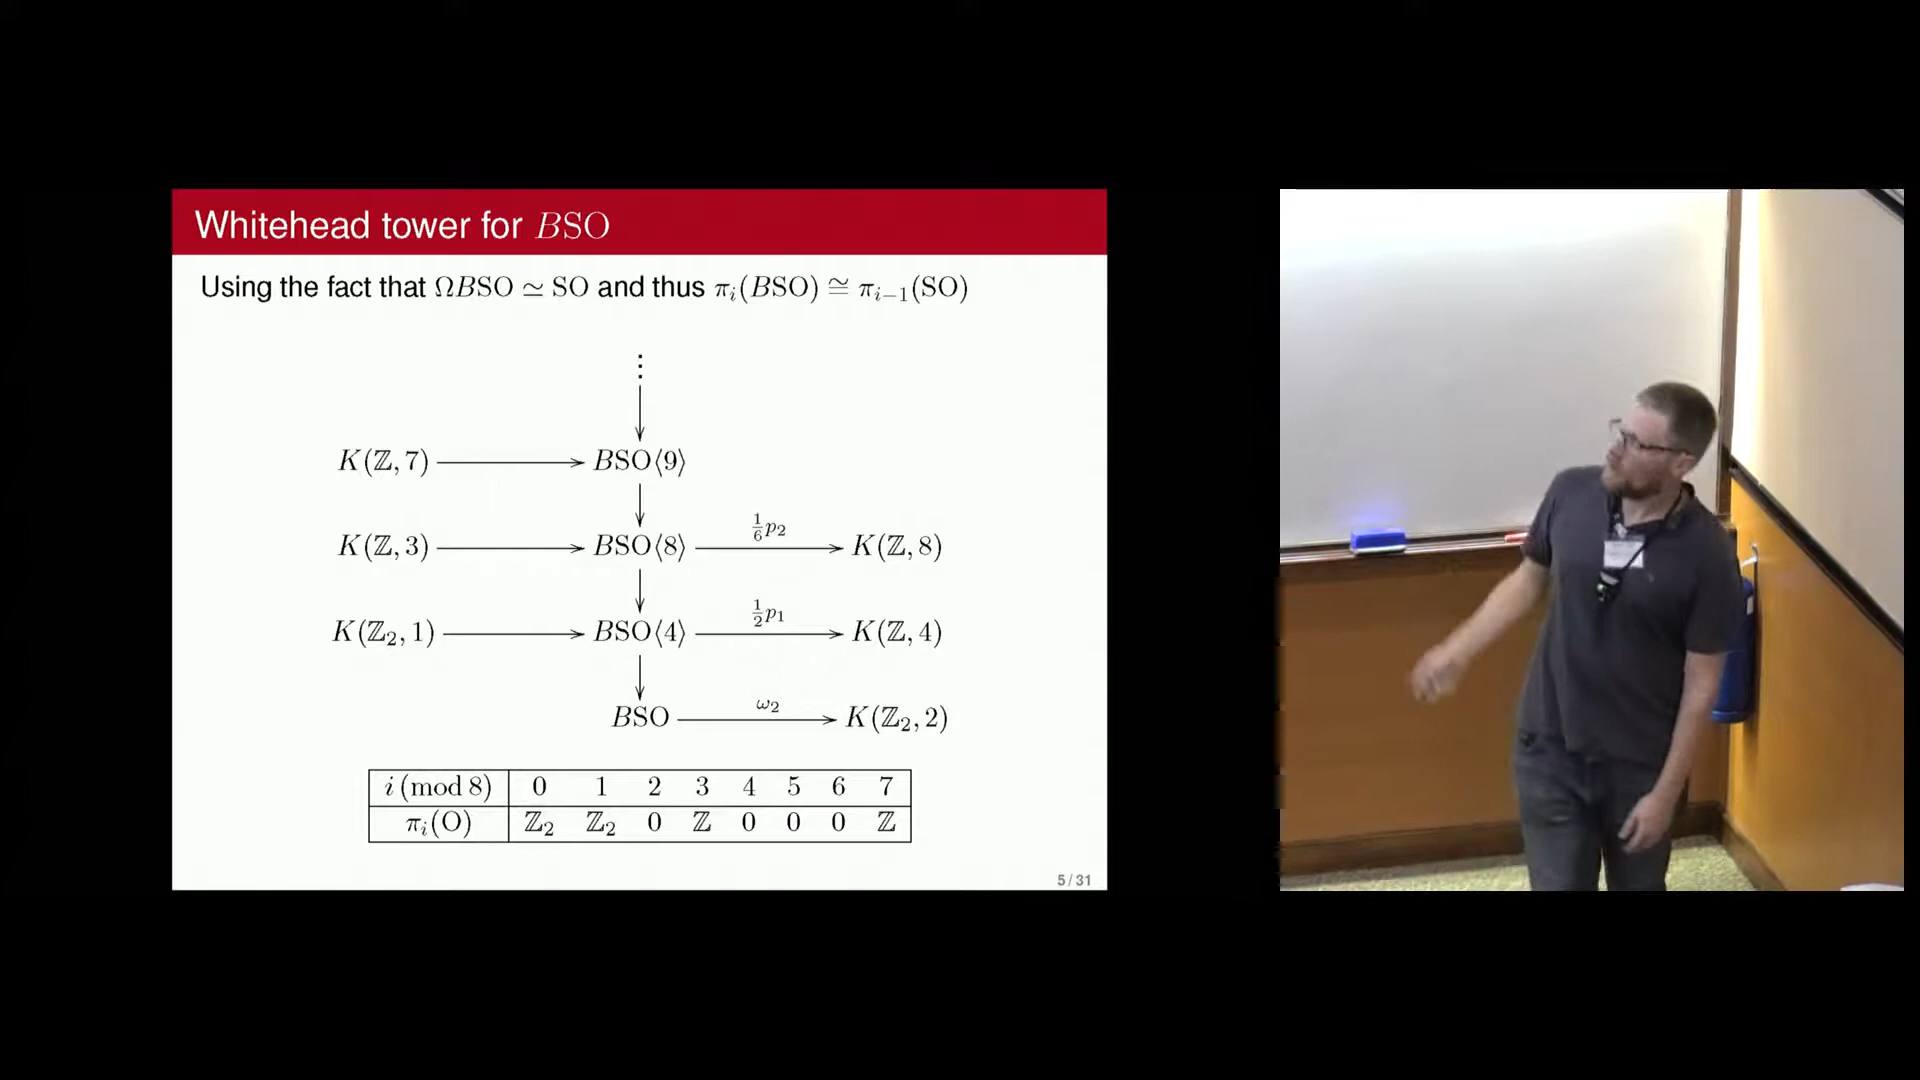 Whitehead tower for BSO
Using the fact that ΩBSO ≃ SO and thus π_i(BSO) ≅ π_{i−1}(SO)
⋮
K(ℤ, 7) → BSO⟨9⟩
K(ℤ, 3) → BSO⟨8⟩ → K(ℤ, 8)
1/6 p_2
K(ℤ_2, 1) → BSO⟨4⟩ → K(ℤ, 4)
1/2 p_1
BSO → K(ℤ_2, 2)
ω_2
i (mod 8) 0 1 2 3 4 5 6 7
π_i(O) ℤ_2 ℤ_2 0 ℤ 0 0 0 ℤ
5 / 31